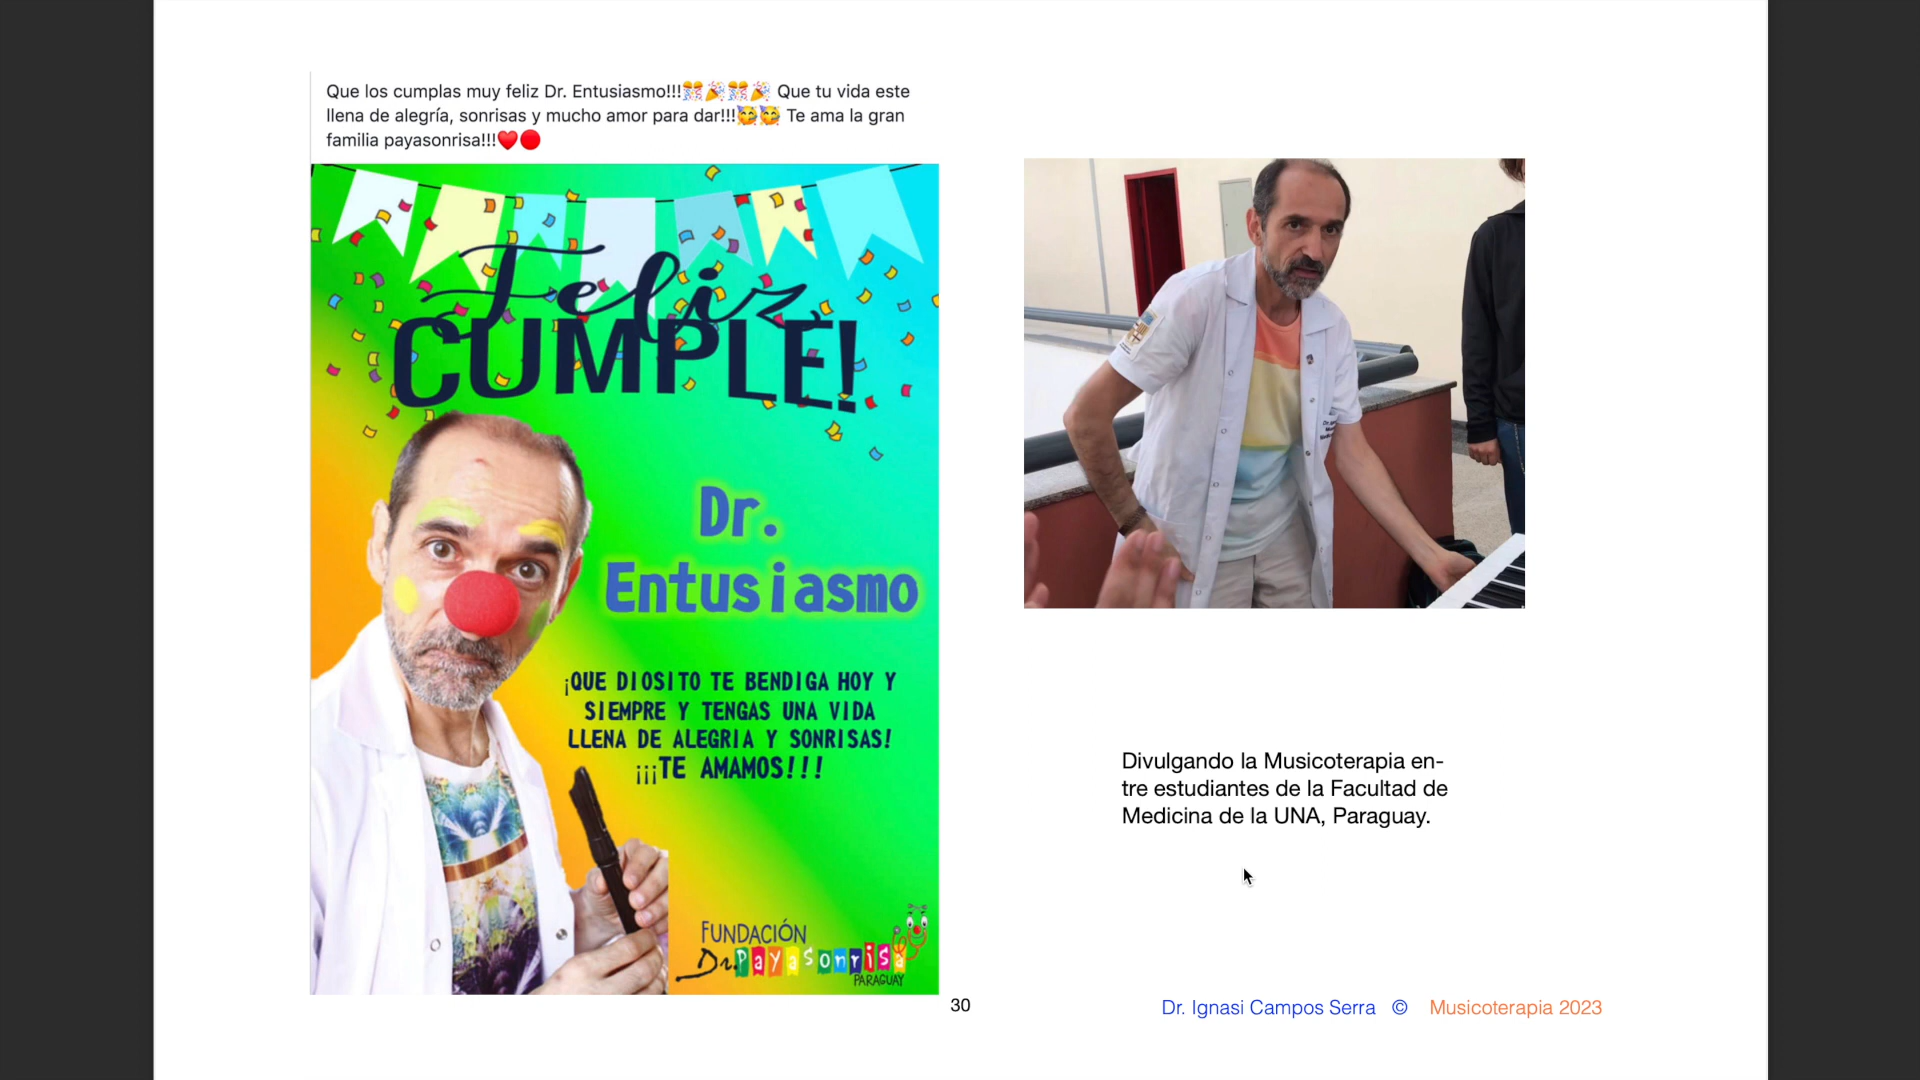 Que los cumplas muy feliz Dr. Entusiasmo!!!🎊🎉🎊🎉 Que tu vida este
llena de alegría, sonrisas y mucho amor para dar!!!🥳🥳 Te ama la gran
familia payasonrisa!!!❤️🔴
Feliz
CUMPLE!
Dr.
Entusiasmo
¡QUE DIOSITO TE BENDIGA HOY Y
SIEMPRE Y TENGAS UNA VIDA
LLENA DE ALEGRIA Y SONRISAS!
¡¡¡TE AMAMOS!!!
FUNDACIÓN
Dr.Payasonrisa
PARAGUAY
Divulgando la Musicoterapia en-
tre estudiantes de la Facultad de
Medicina de la UNA, Paraguay.
30
Dr. Ignasi Campos Serra © Musicoterapia 2023